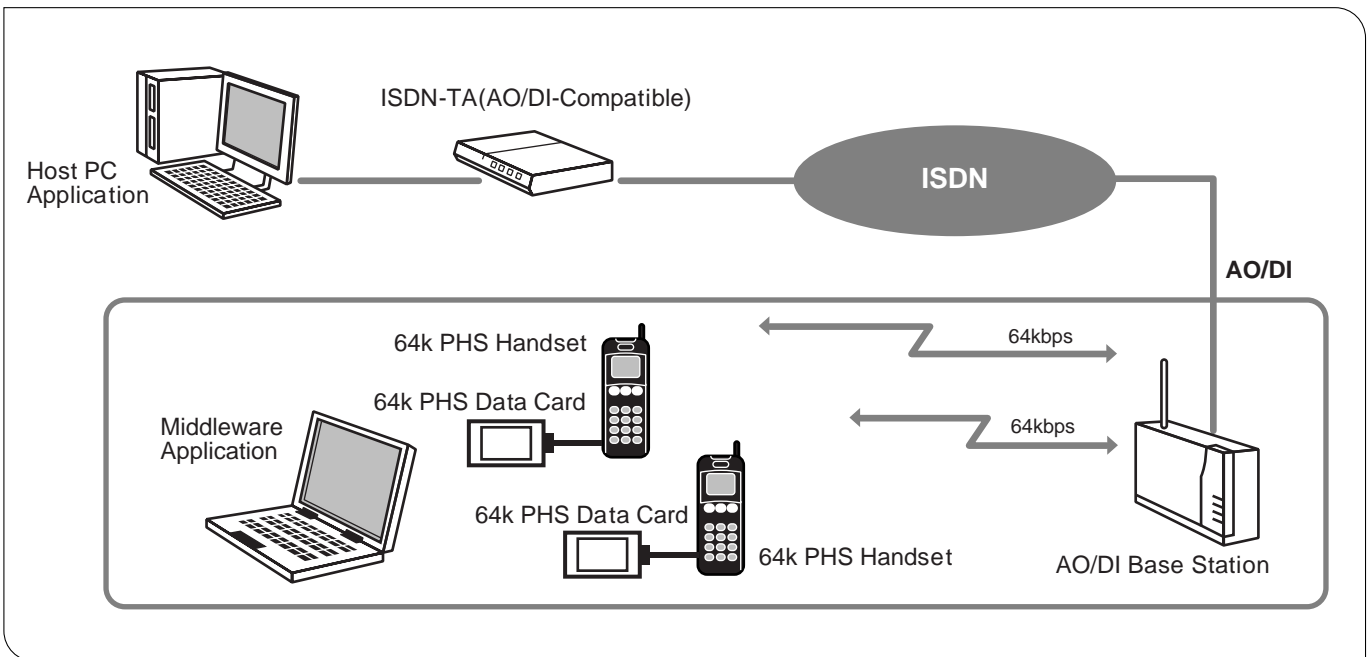 ISDN-TA(AO/DI-Compatible)
Host PC
Application
ISDN
AO/DI
64k PHS Handset
64kbps
64k PHS Data Card
Middleware
Application
64kbps
64k PHS Data Card
64k PHS Handset
AO/DI Base Station